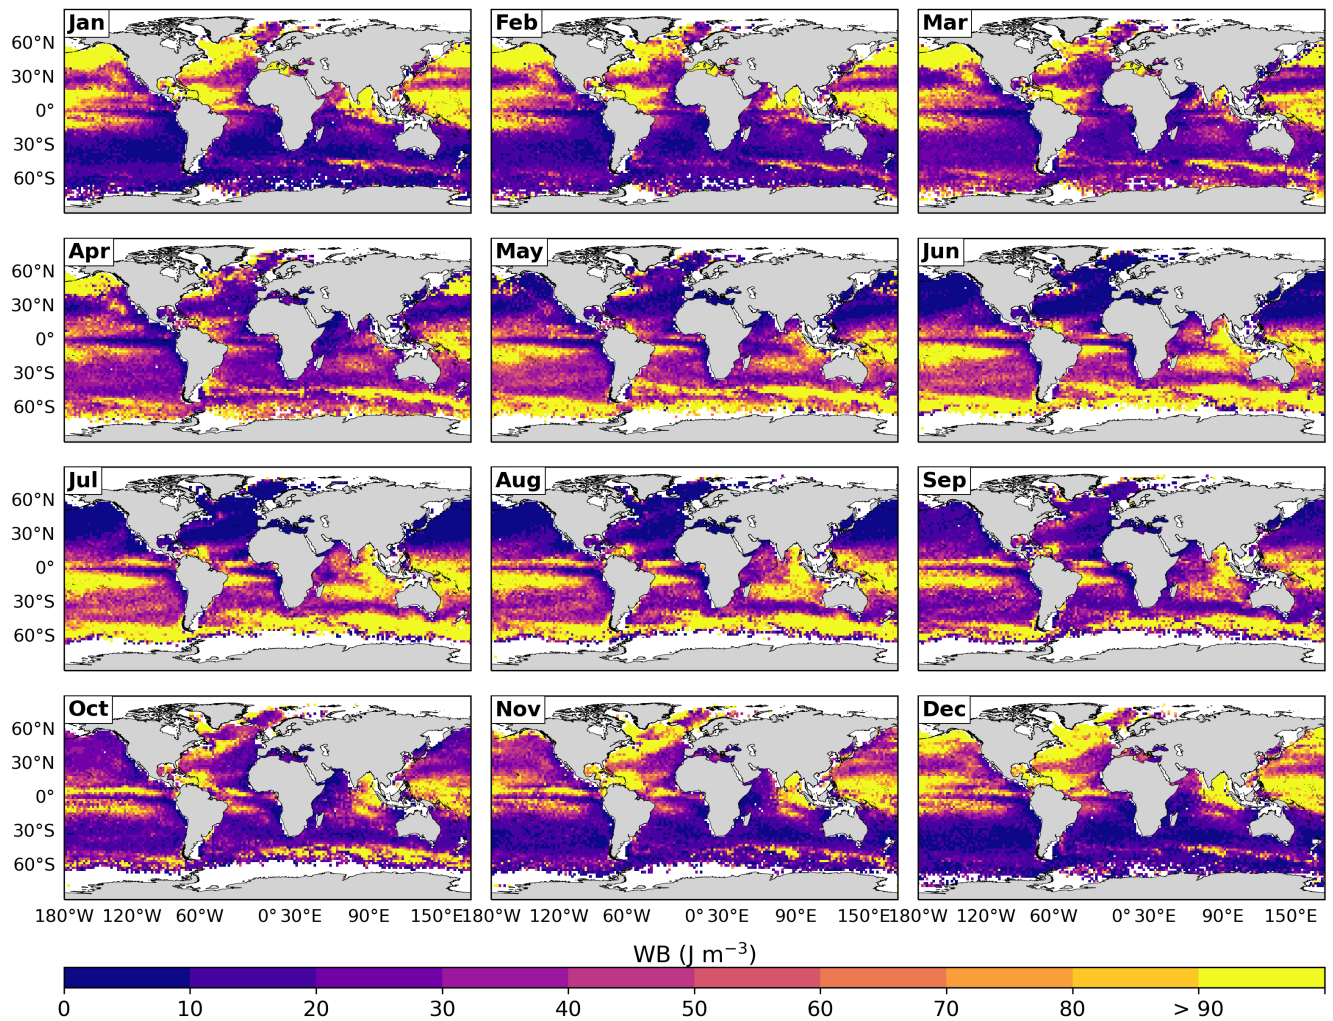 Jan Feb Mar
60°N
30°N
0°
30°S
60°S
Apr May Jun
60°N
30°N
0°
30°S
60°S
Jul Aug Sep
60°N
30°N
0°
30°S
60°S
Oct Nov Dec
60°N
30°N
0°
30°S
60°S
180°W 120°W 60°W 0° 30°E 90°E 150°E 180°W 120°W 60°W 0° 30°E 90°E 150°E 180°W 120°W 60°W 0° 30°E 90°E 150°E
WB (J m⁻³)
0 10 20 30 40 50 60 70 80 > 90